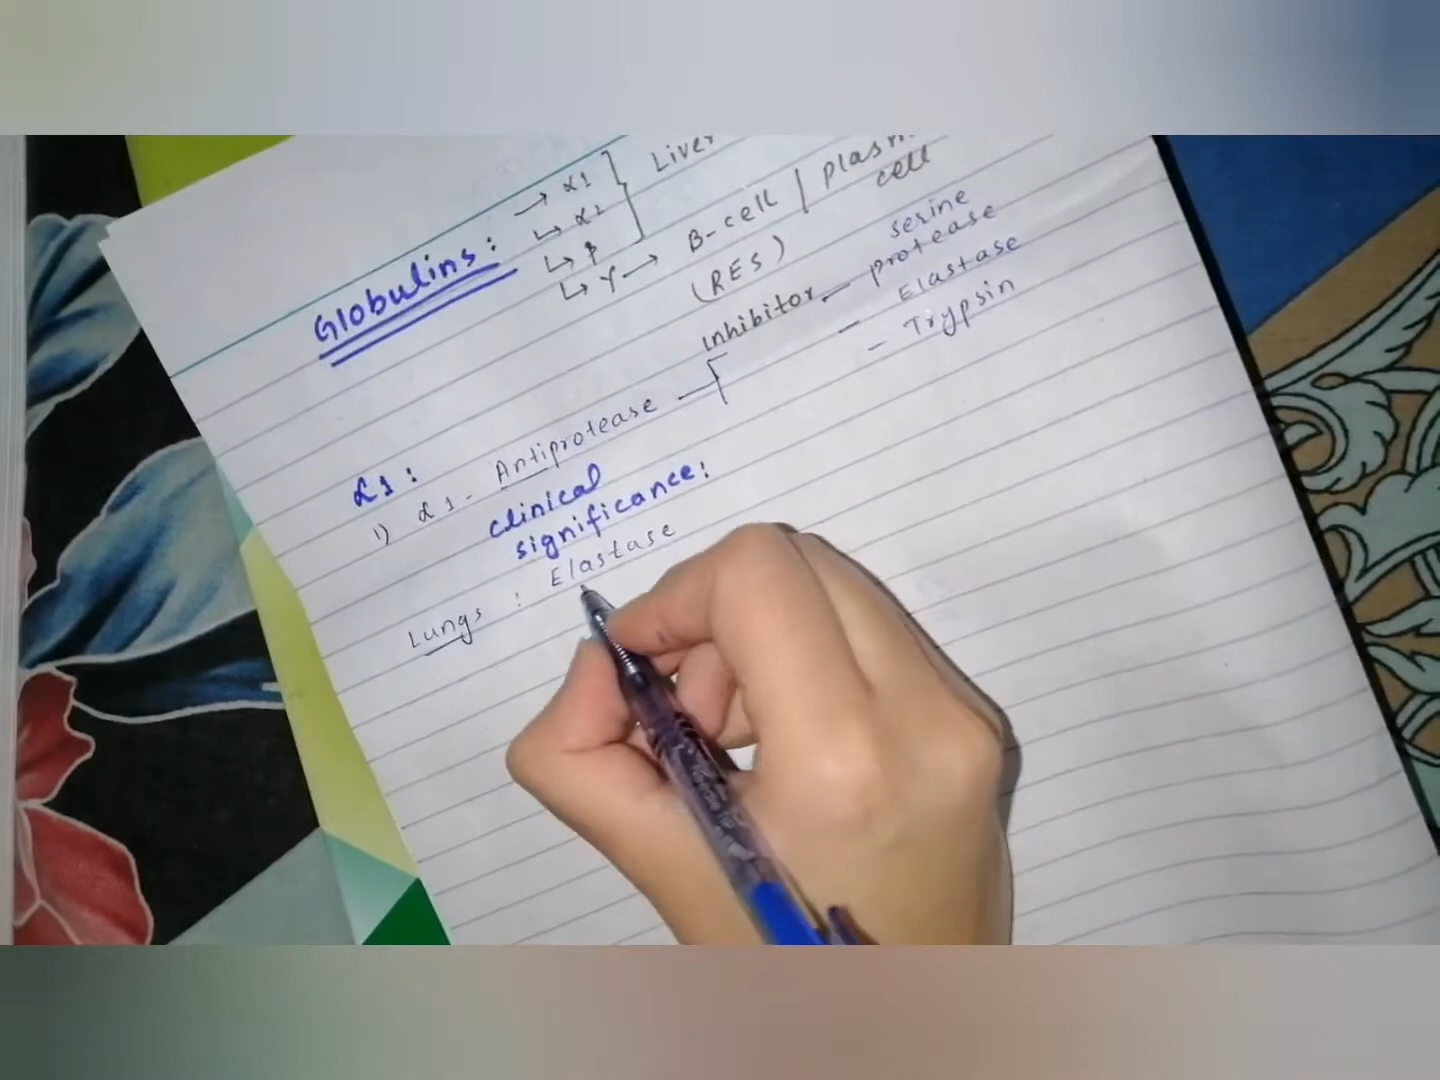 Globulins:
→ α1
↳ α2
↳ β
↳ γ → B-cell / plasm
cell
(RES)
Liver
α1:
1) α1- Antiprotease
Inhibitor - serine
protease
- Elastase
- Trypsin
clinical
significance:
Lungs : Elastase